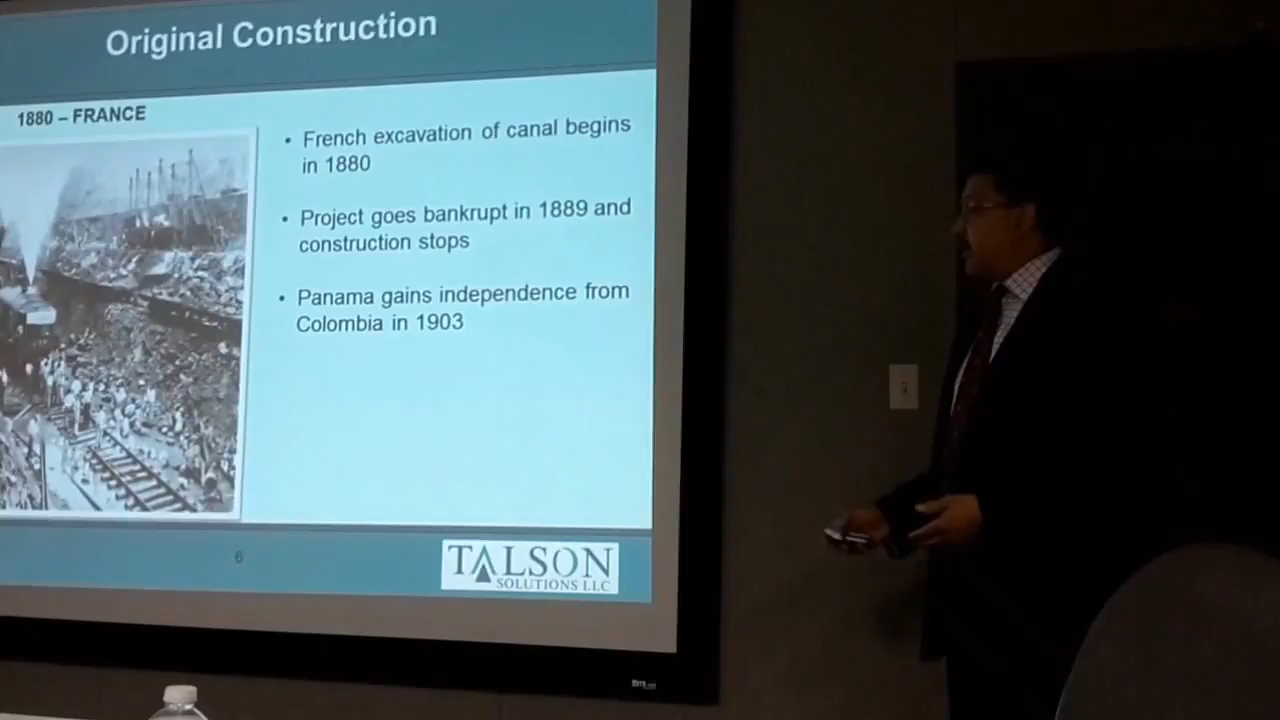 Original Construction
1880 – FRANCE
• French excavation of canal begins
in 1880
• Project goes bankrupt in 1889 and
construction stops
• Panama gains independence from
Colombia in 1903
6
TALSON
SOLUTIONS LLC